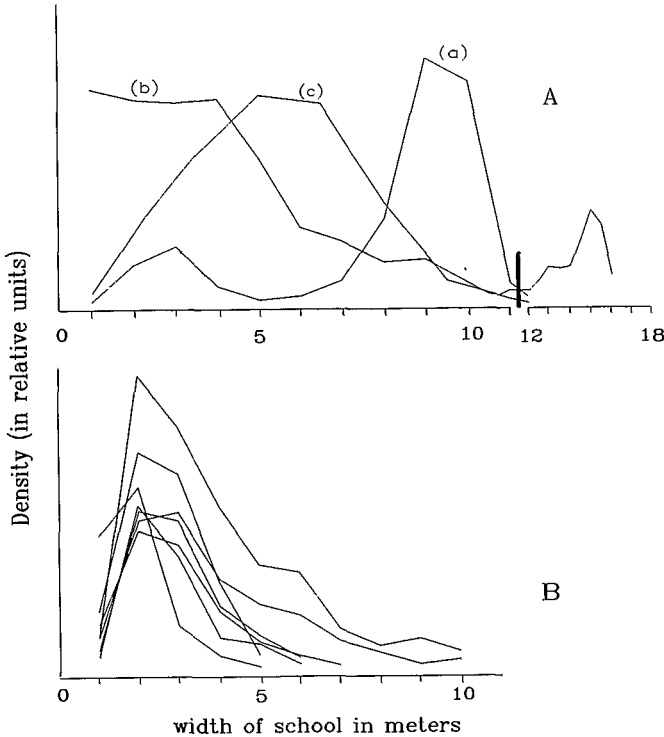 (a)
(b)
(c)
A
0 5 10 12 18
Density (in relative units)
B
0 5 10
width of school in meters